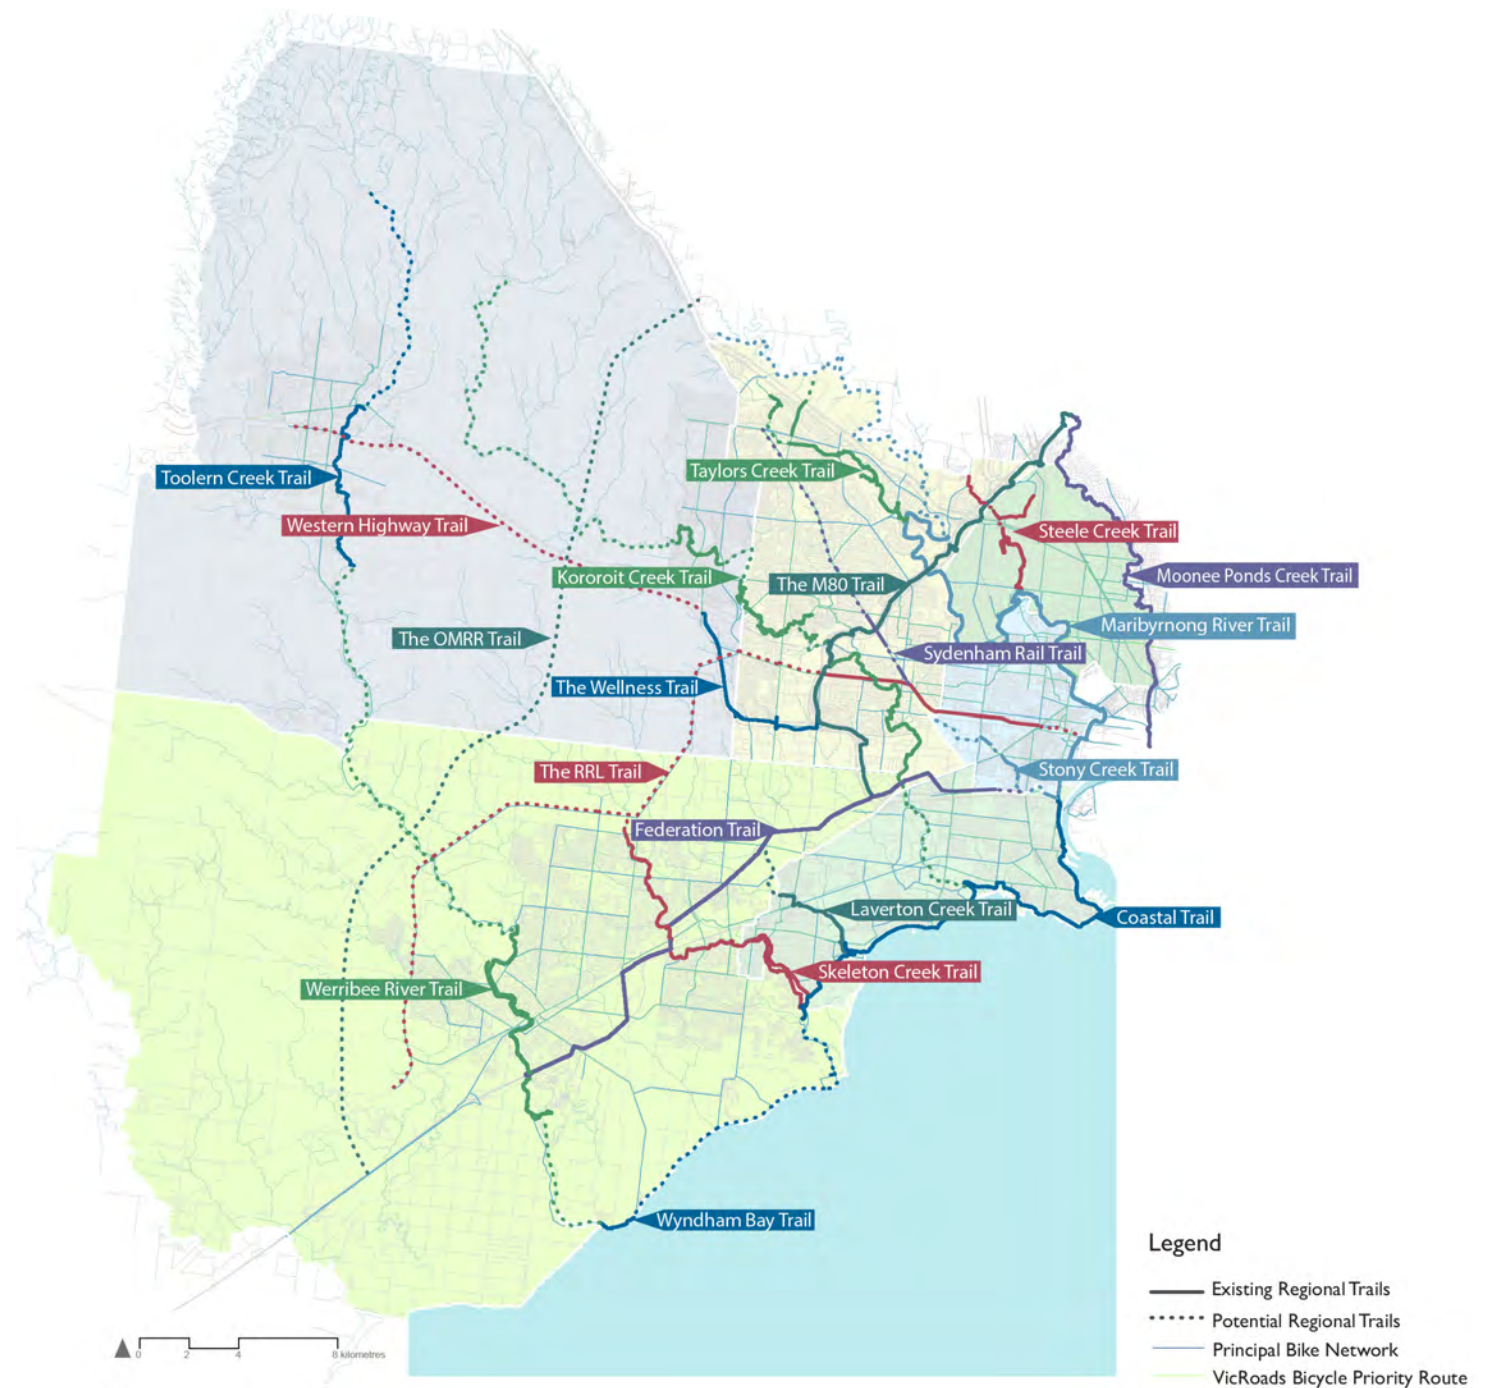 Taylors Creek Trail
Toolern Creek Trail
Western Highway Trail
Steele Creek Trail
Kororoit Creek Trail
The M80 Trail
Moonee Ponds Creek Trail
Maribyrnong River Trail
The OMRR Trail
Sydenham Rail Trail
The Wellness Trail
The RRL Trail
Stony Creek Trail
Federation Trail
Laverton Creek Trail
Coastal Trail
Skeleton Creek Trail
Werribee River Trail
Wyndham Bay Trail
Legend
Existing Regional Trails
Potential Regional Trails
Principal Bike Network
VicRoads Bicycle Priority Route
0 2 4 8 kilometres